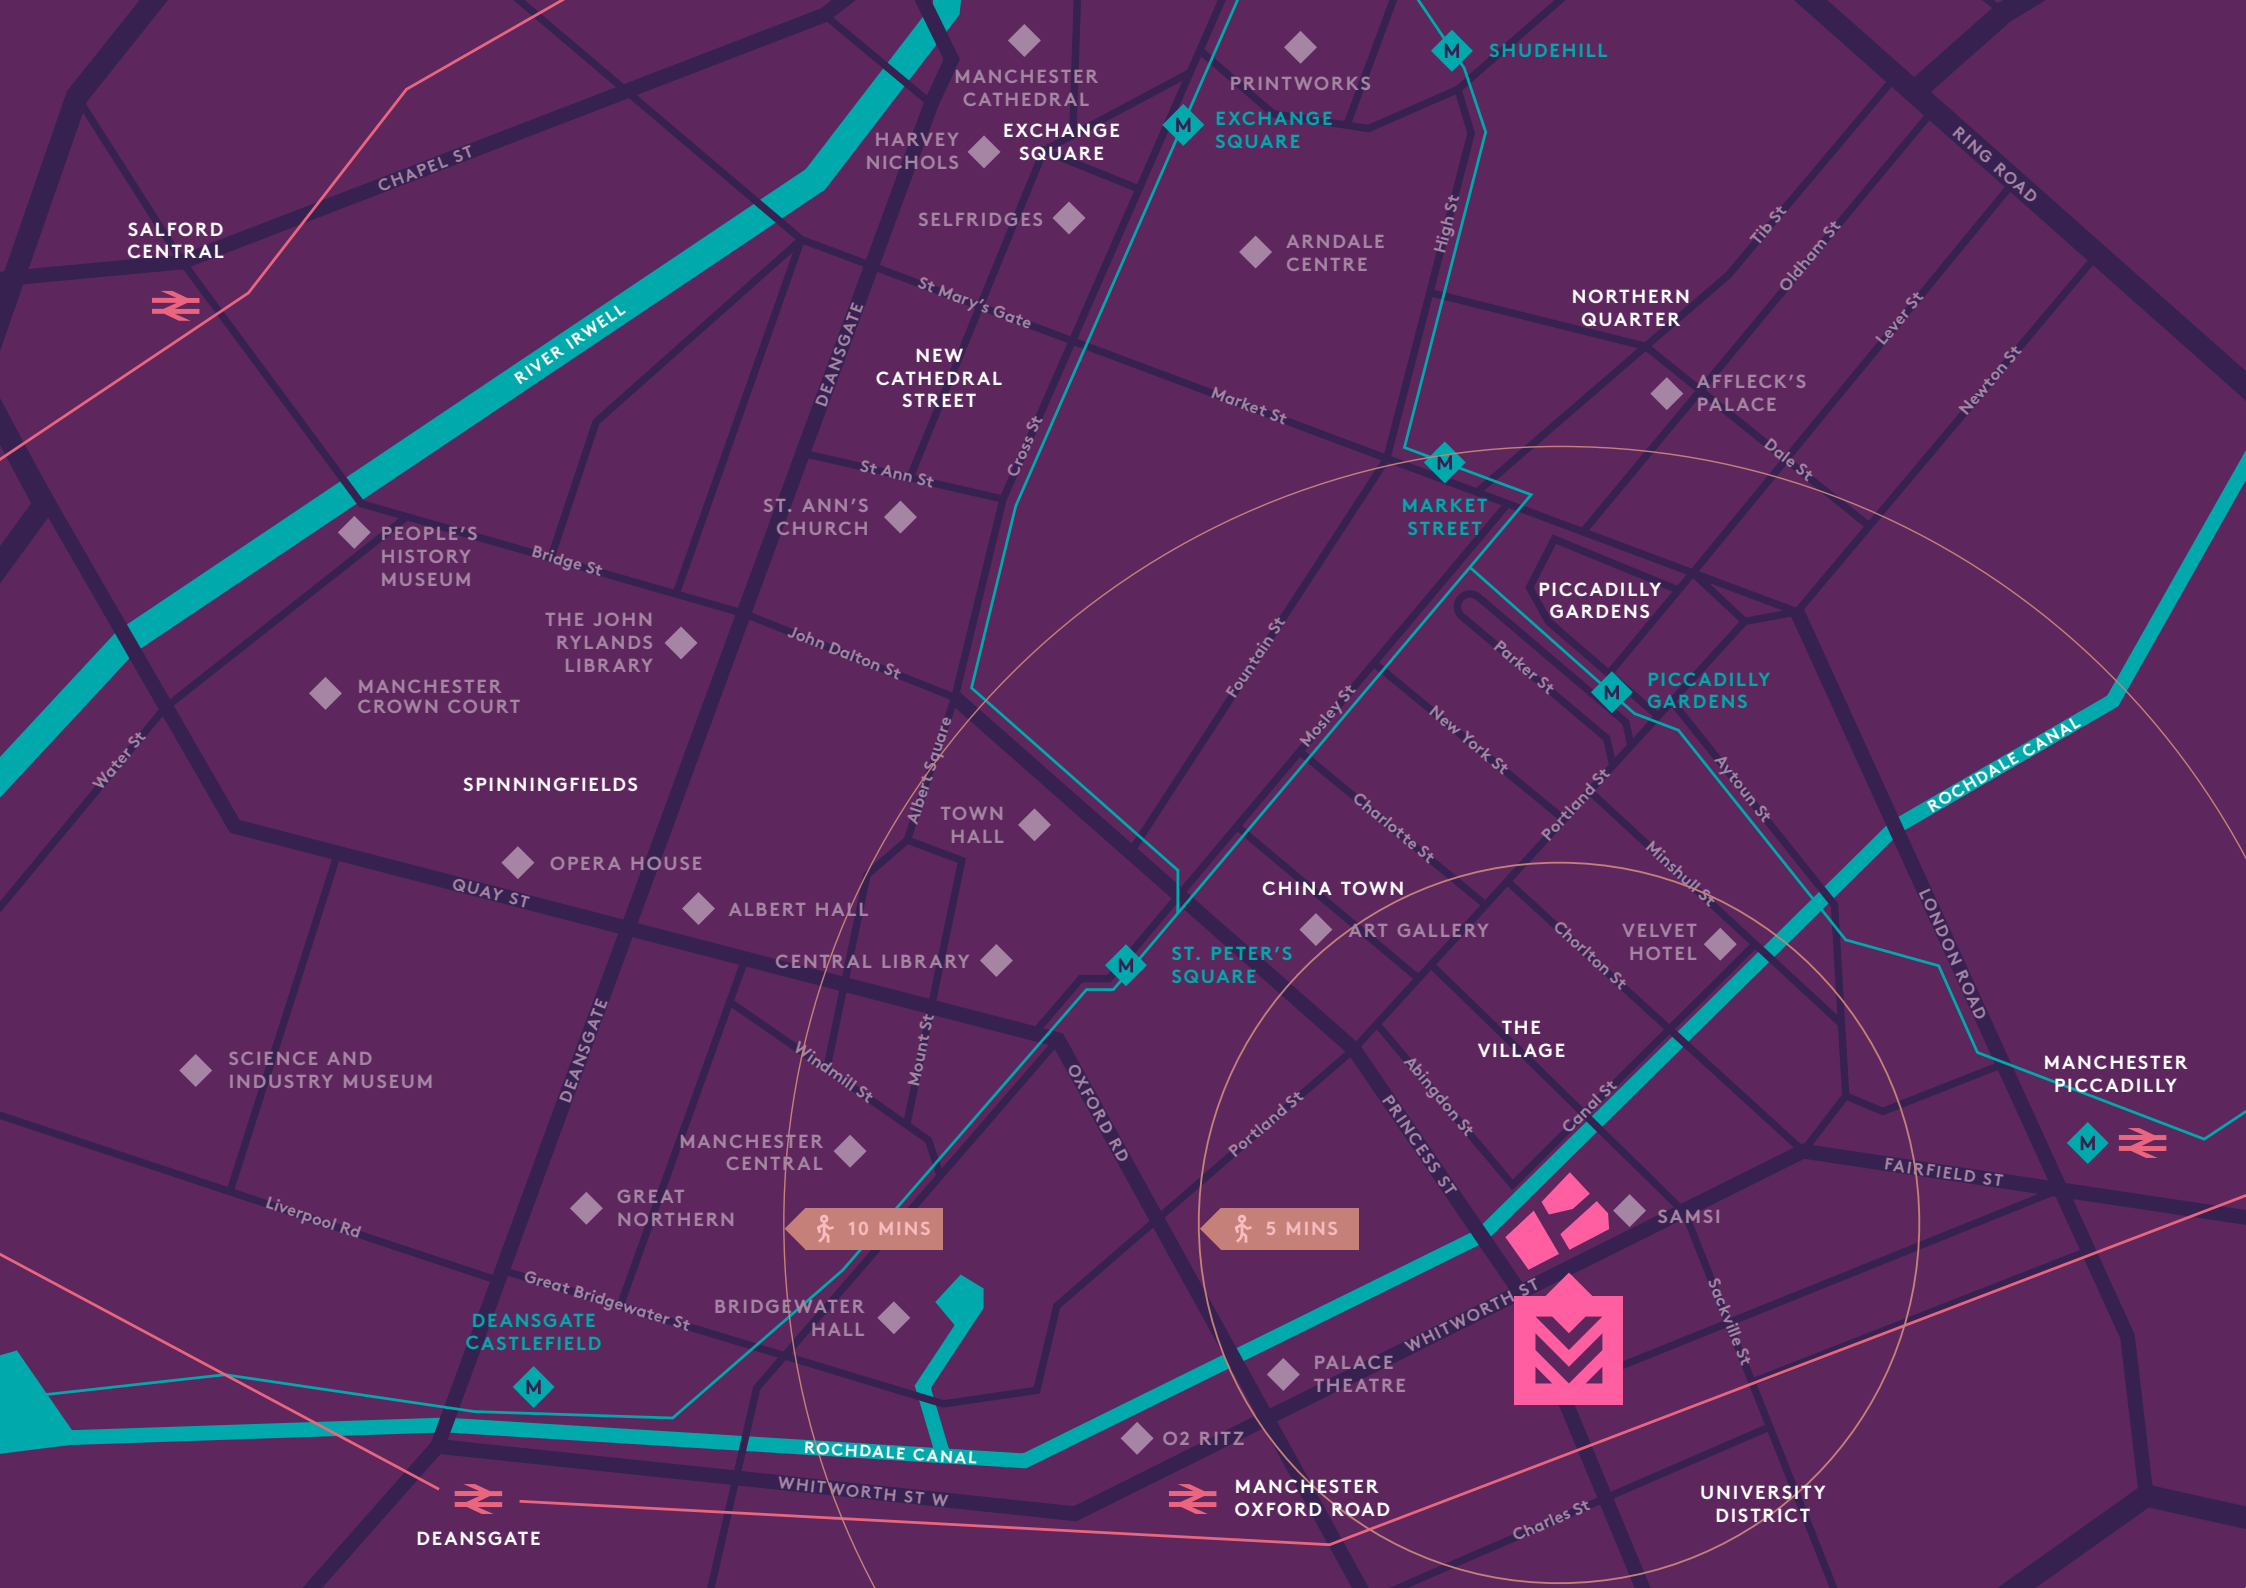 MANCHESTER
CATHEDRAL
PRINTWORKS
M
SHUDEHILL
HARVEY
NICHOLS
EXCHANGE
SQUARE
M
EXCHANGE
SQUARE
RING ROAD
CHAPEL ST
SALFORD
CENTRAL
SELFRIDGES
ARNDALE
CENTRE
High St
Tib St
Oldham St
Lever St
Newton St
NORTHERN
QUARTER
RIVER IRWELL
St Mary's Gate
DEANSGATE
NEW
CATHEDRAL
STREET
Market St
AFFLECK'S
PALACE
Cross St
Dale St
St Ann St
M
MARKET
STREET
ST. ANN'S
CHURCH
PEOPLE'S
HISTORY
MUSEUM
Bridge St
PICCADILLY
GARDENS
THE JOHN
RYLANDS
LIBRARY
John Dalton St
Fountain St
Parker St
M
PICCADILLY
GARDENS
MANCHESTER
CROWN COURT
Water St
Mosley St
New York St
Albert Square
ROCHDALE CANAL
SPINNINGFIELDS
TOWN
HALL
Charlotte St
Portland St
Aytoun St
OPERA HOUSE
QUAY ST
ALBERT HALL
CHINA TOWN
ART GALLERY
Minshull St
VELVET
HOTEL
LONDON ROAD
CENTRAL LIBRARY
M
ST. PETER'S
SQUARE
Chorlton St
SCIENCE AND
INDUSTRY MUSEUM
DEANSGATE
Windmill St
Mount St
THE
VILLAGE
OXFORD RD
Abingdon St
Canal St
MANCHESTER
PICCADILLY
M
MANCHESTER
CENTRAL
Portland St
PRINCESS ST
FAIRFIELD ST
GREAT
NORTHERN
Liverpool Rd
10 MINS
5 MINS
SAMSI
Great Bridgewater St
BRIDGEWATER
HALL
DEANSGATE
CASTLEFIELD
M
WHITWORTH ST
Sackville St
PALACE
THEATRE
ROCHDALE CANAL
O2 RITZ
WHITWORTH ST W
MANCHESTER
OXFORD ROAD
Charles St
UNIVERSITY
DISTRICT
DEANSGATE